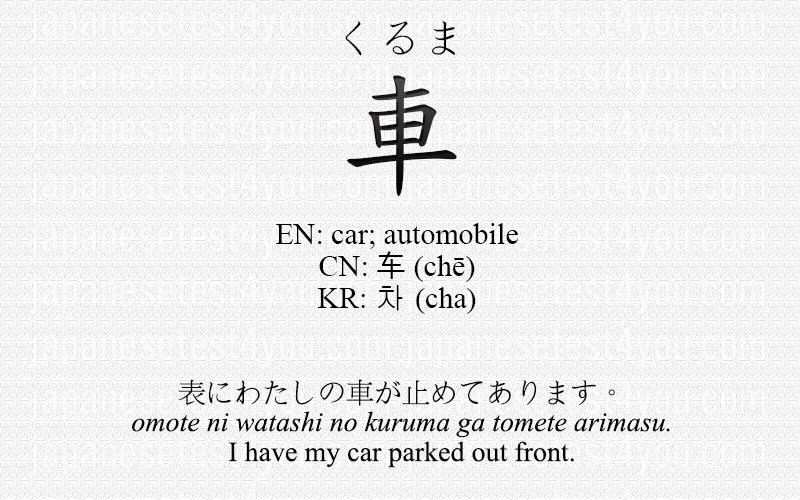 くるま
車
EN: car; automobile
CN: 车 (chē)
KR: 차 (cha)
表にわたしの車が止めてあります。
omote ni watashi no kuruma ga tomete arimasu.
I have my car parked out front.
japanesetest4you.com